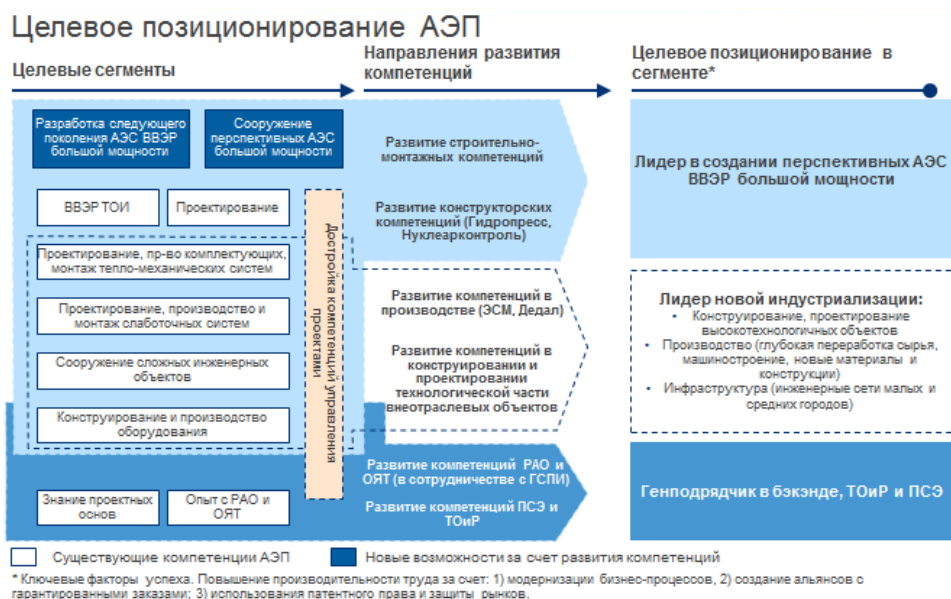 Целевое позиционирование АЭП
Целевые сегменты
Направления развития
компетенций
Целевое позиционирование в
сегменте*
Разработка следующего
поколения АЭС ВВЭР
большой мощности
Сооружение
перспективных АЭС
большой мощности
ВВЭР ТОИ
Проектирование
Проектирование, пр-во комплектующих,
монтаж тепло-механических систем
Проектирование, производство и
монтаж слаботочных систем
Сооружение сложных инженерных
объектов
Конструирование и производство
оборудования
Знание проектных
основ
Опыт с РАО и
ОЯТ
Достройка компетенций управления
проектами
Развитие строительно-
монтажных компетенций
Развитие конструкторских
компетенций (Гидропресс,
Нуклеарконтроль)
Развитие компетенций в
производстве (ЭСМ, Дедал)
Развитие компетенций в
конструировании и
проектировании
технологической части
внеотраслевых объектов
Развитие компетенций РАО и
ОЯТ (в сотрудничестве с ГСПИ)
Развитие компетенций ПСЭ и
ТОиР
Лидер в создании перспективных АЭС
ВВЭР большой мощности
Лидер новой индустриализации:
• Конструирование, проектирование
высокотехнологичных объектов
• Производство (глубокая переработка сырья,
машиностроение, новые материалы и
конструкции)
• Инфраструктура (инженерные сети малых и
средних городов)
Генподрядчик в бэкэнде, ТОиР и ПСЭ
Существующие компетенции АЭП
Новые возможности за счет развития компетенций
* Ключевые факторы успеха. Повышение производительности труда за счет: 1) модернизации бизнес-процессов, 2) создание альянсов с
гарантированными заказами; 3) использования патентного права и защиты рынков.